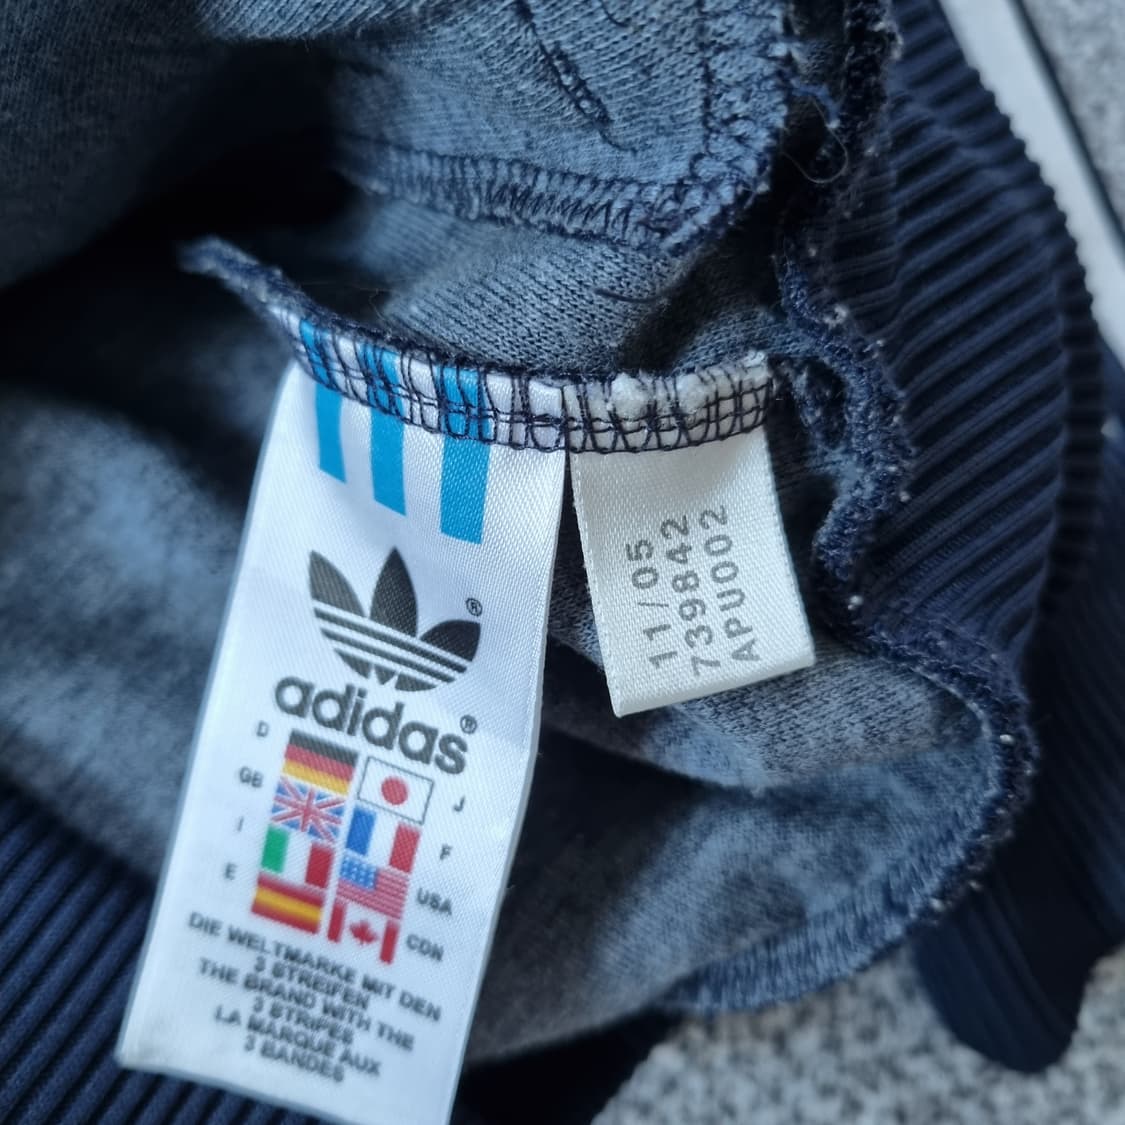 ®
adidas®
D
GB
J
I
F
E
USA
CDN
DIE WELTMARKE MIT DEN
3 STREIFEN
THE BRAND WITH THE
3 STRIPES
LA MARQUE AUX
3 BANDES
11/05
739842
APU002